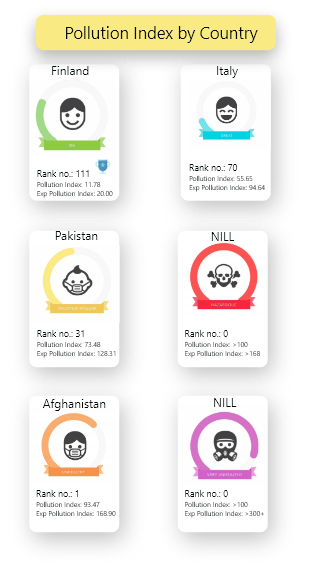 Pollution Index by Country
Finland
Rank no.: 111
Pollution Index: 11.78
Exp Pollution Index: 20.00
Italy
Rank no.: 70
Pollution Index: 55.65
Exp Pollution Index: 94.64
Pakistan
Rank no.: 31
Pollution Index: 73.48
Exp Pollution Index: 128.31
NILL
Rank no.: 0
Pollution Index: >100
Exp Pollution Index: >168
Afghanistan
Rank no.: 1
Pollution Index: 93.47
Exp Pollution Index: 168.90
NILL
Rank no.: 0
Pollution Index: >100
Exp Pollution Index: >300+